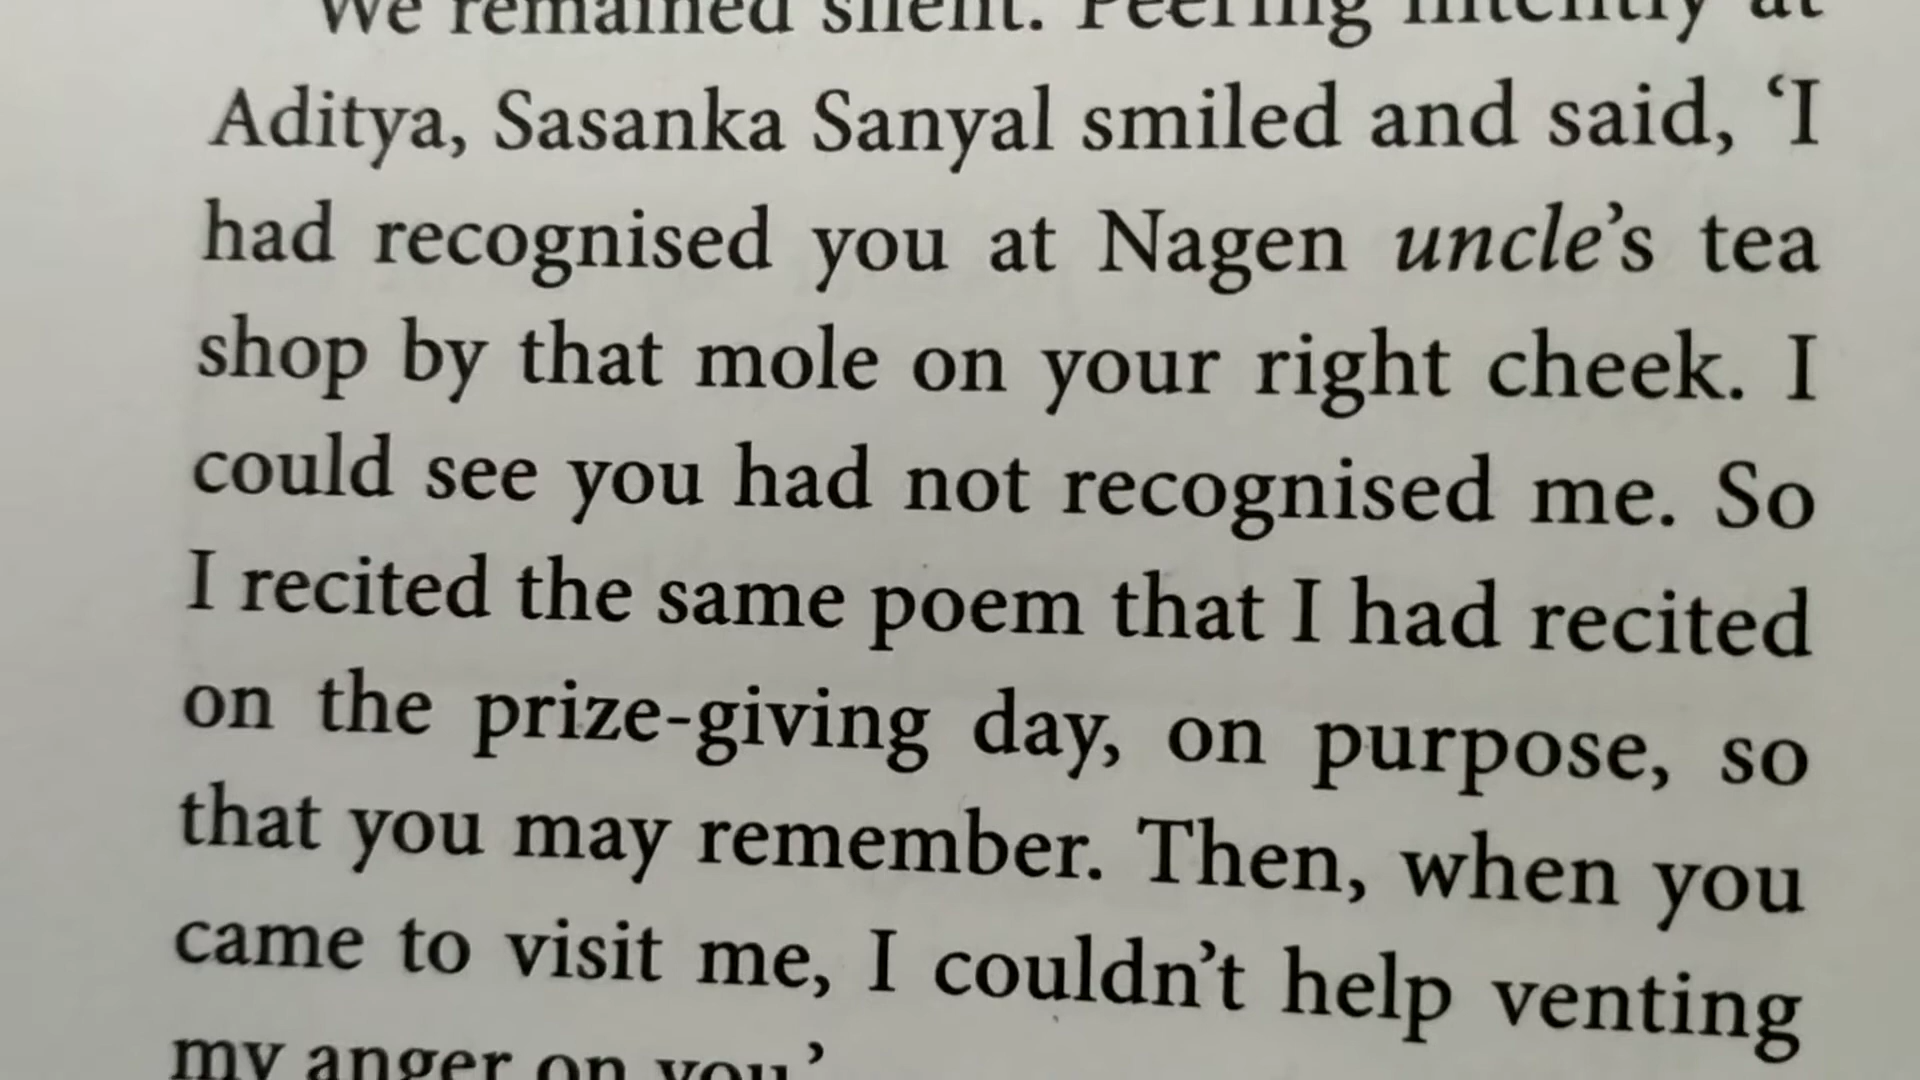 We remained silent. Peering intently at
Aditya, Sasanka Sanyal smiled and said, ‘I
had recognised you at Nagen uncle’s tea
shop by that mole on your right cheek. I
could see you had not recognised me. So
I recited the same poem that I had recited
on the prize-giving day, on purpose, so
that you may remember. Then, when you
came to visit me, I couldn’t help venting
my anger on you.’